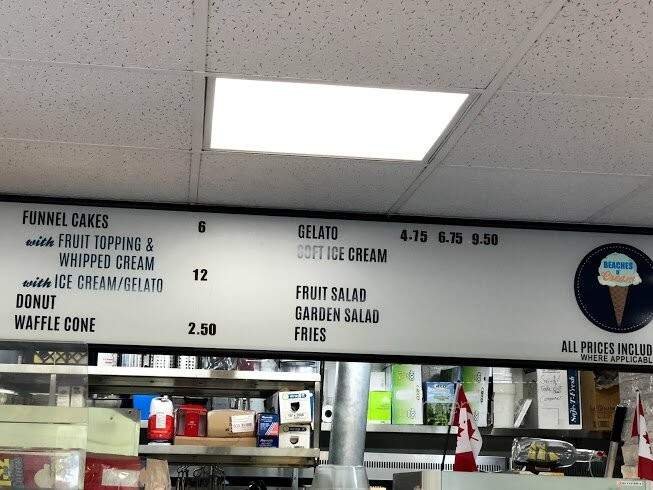 FUNNEL CAKES 6
with FRUIT TOPPING &
WHIPPED CREAM
with ICE CREAM/GELATO 12
DONUT
WAFFLE CONE 2.50
GELATO 4.75 6.75 9.50
SOFT ICE CREAM
FRUIT SALAD
GARDEN SALAD
FRIES
BEACHES
N'
Cream
ALL PRICES INCLUD
WHERE APPLICABL